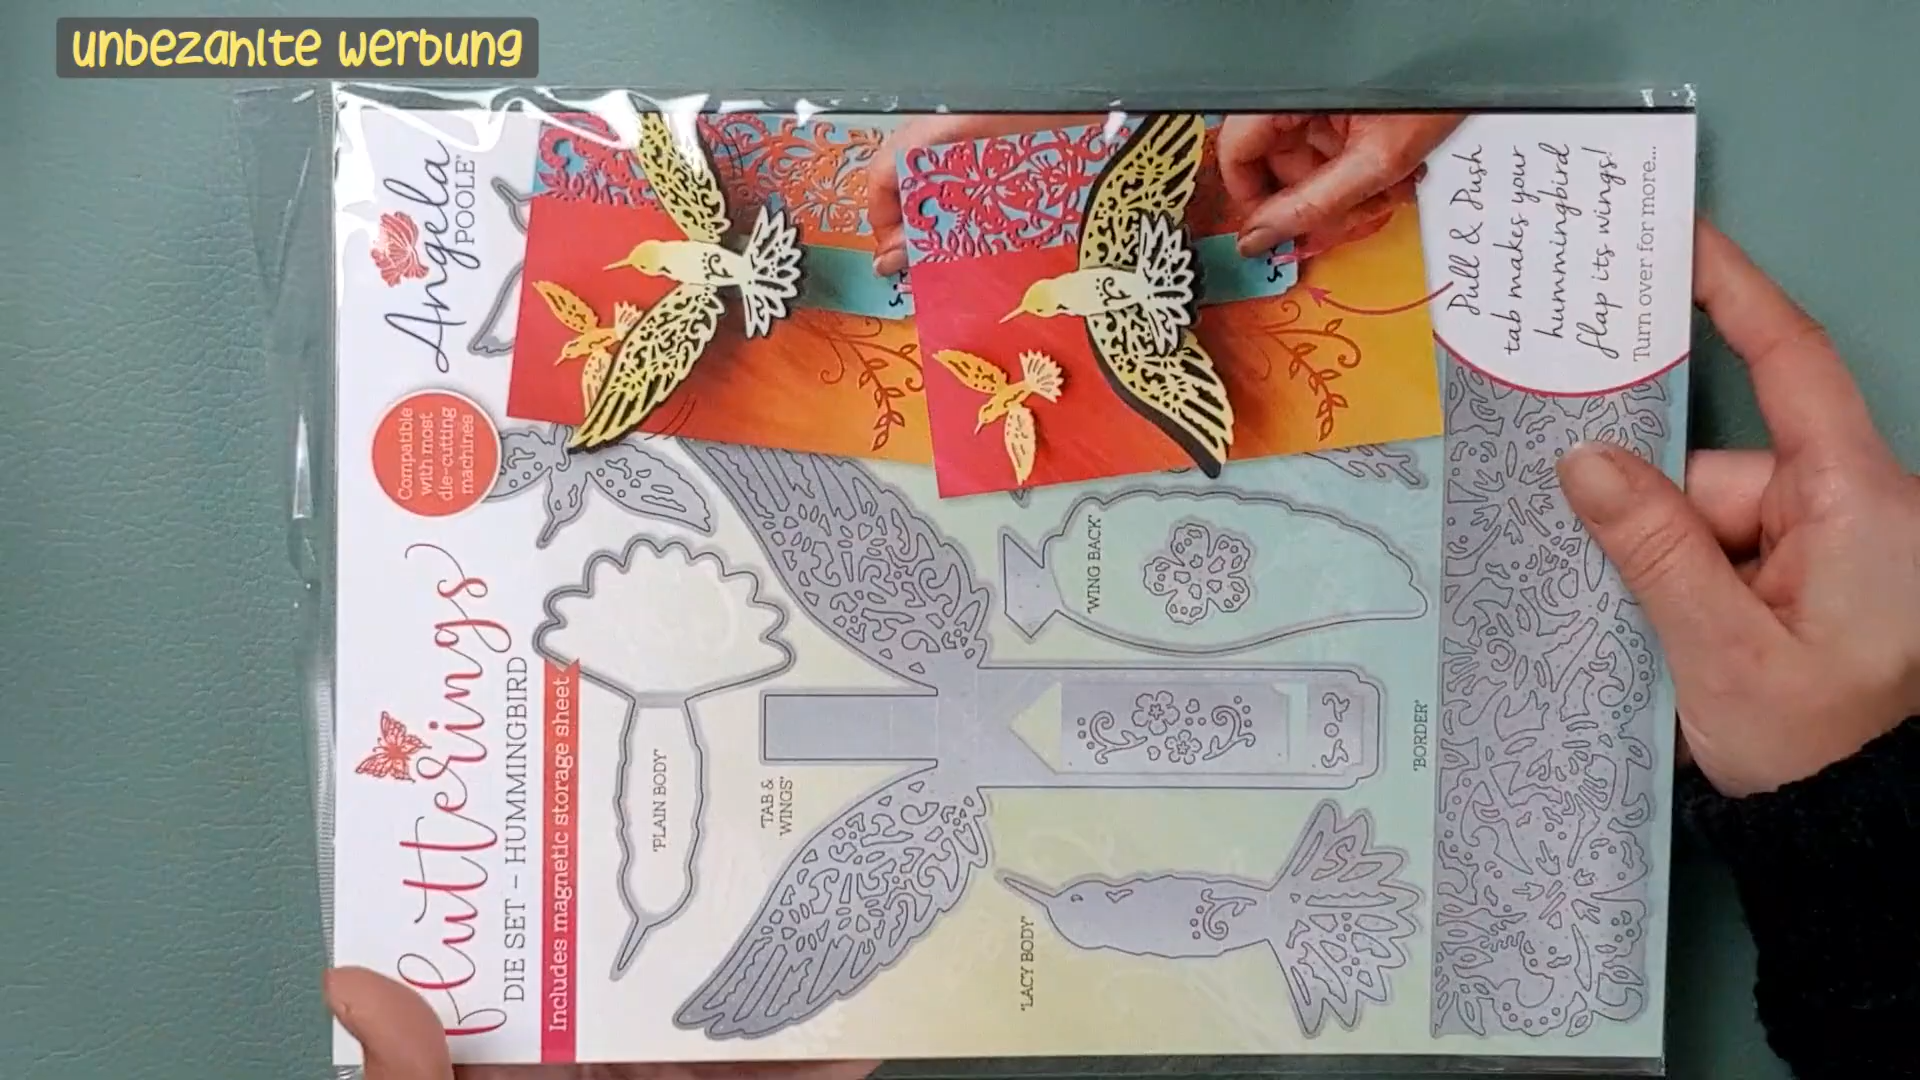 unbezahlte werbung
Angela
POOLE
flutterings
DIE SET – HUMMINGBIRD
Compatible
with most
die-cutting
machines
Includes magnetic storage sheet
Pull & Push
tab makes your
hummingbird
flap its wings!
Turn over for more...
'PLAIN BODY'
'TAB &
WINGS'
'WING BACK'
'LACY BODY'
'BORDER'